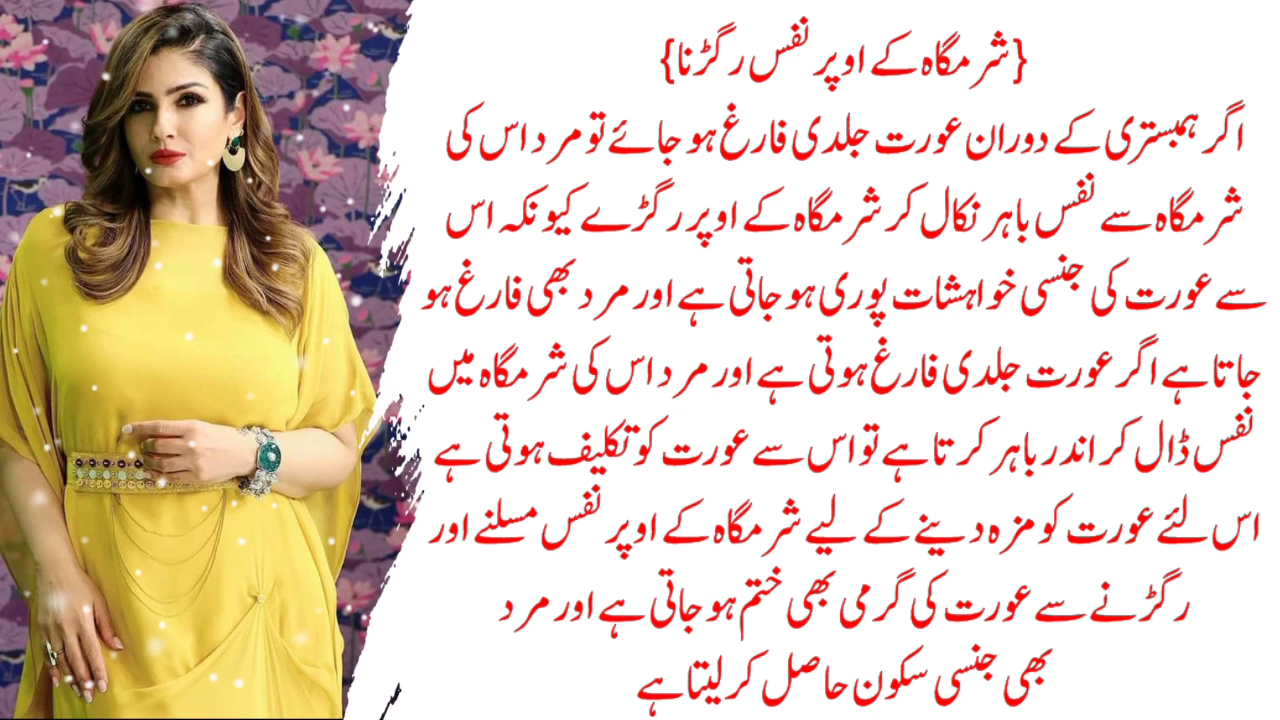 {شرمگاہ کے اوپر نفس رگڑنا}
اگر ہمبستری کے دوران عورت جلدی فارغ ہو جائے تو مرد اس کی
شرمگاہ سے نفس باہر نکال کر شرمگاہ کے اوپر رگڑے کیونکہ اس
سے عورت کی جنسی خواہشات پوری ہو جاتی ہے اور مرد بھی فارغ ہو
جاتا ہے اگر عورت جلدی فارغ ہوتی ہے اور مرد اس کی شرمگاہ میں
نفس ڈال کر اندر باہر کرتا ہے تو اس سے عورت کو تکلیف ہوتی ہے
اس لئے عورت کو مزہ دینے کے لیے شرمگاہ کے اوپر نفس مسلنے اور
رگڑنے سے عورت کی گرمی بھی ختم ہو جاتی ہے اور مرد
بھی جنسی سکون حاصل کر لیتا ہے